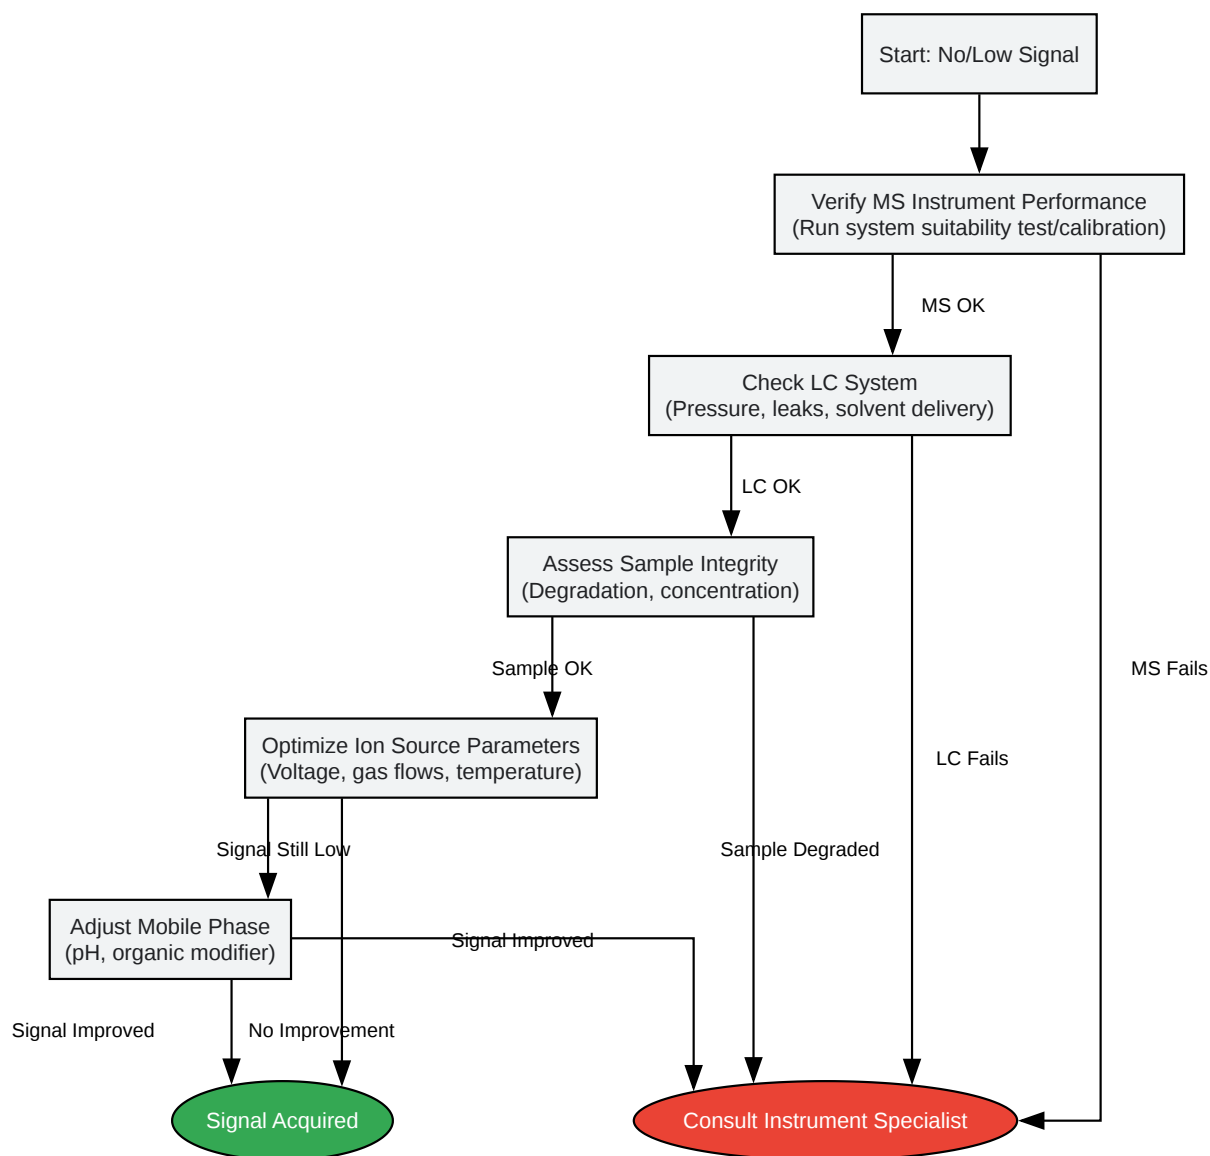 Start: No/Low Signal
Verify MS Instrument Performance
(Run system suitability test/calibration)
MS OK
Check LC System
(Pressure, leaks, solvent delivery)
LC OK
Assess Sample Integrity
(Degradation, concentration)
Sample OK
MS Fails
Optimize Ion Source Parameters
(Voltage, gas flows, temperature)
LC Fails
Signal Still Low
Sample Degraded
Adjust Mobile Phase
(pH, organic modifier)
Signal Improved
Signal Improved
No Improvement
Signal Acquired
Consult Instrument Specialist